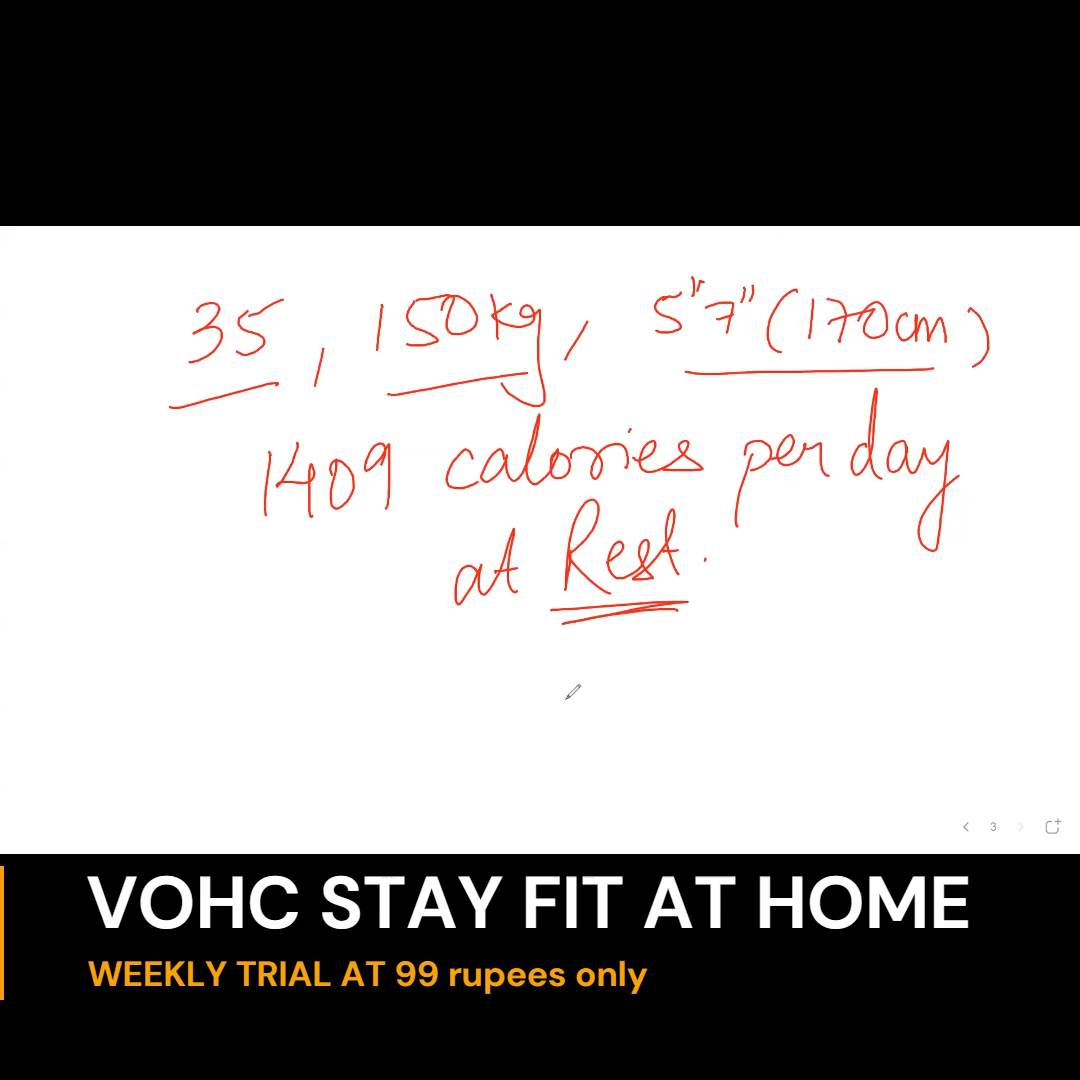 35, 150kg, 5"7" (170cm)
1409 calories per day
at Rest.
3
VOHC STAY FIT AT HOME
WEEKLY TRIAL AT 99 rupees only